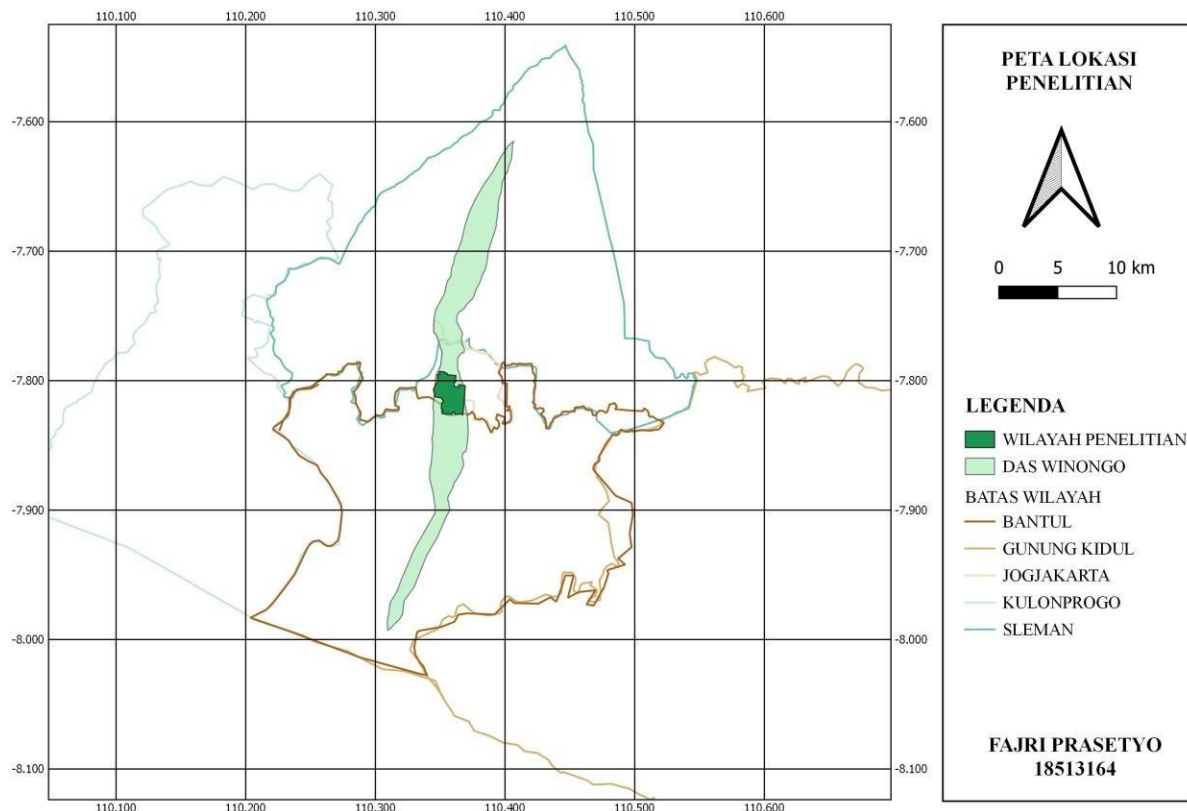 110.100 110.200 110.300 110.400 110.500 110.600
-7.600 -7.600
-7.700 -7.700
-7.800 -7.800
-7.900 -7.900
-8.000 -8.000
-8.100 -8.100
110.100 110.200 110.300 110.400 110.500 110.600
PETA LOKASI
PENELITIAN
0 5 10 km
LEGENDA
WILAYAH PENELITIAN
DAS WINONGO
BATAS WILAYAH
BANTUL
GUNUNG KIDUL
JOGJAKARTA
KULONPROGO
SLEMAN
FAJRI PRASETYO
18513164